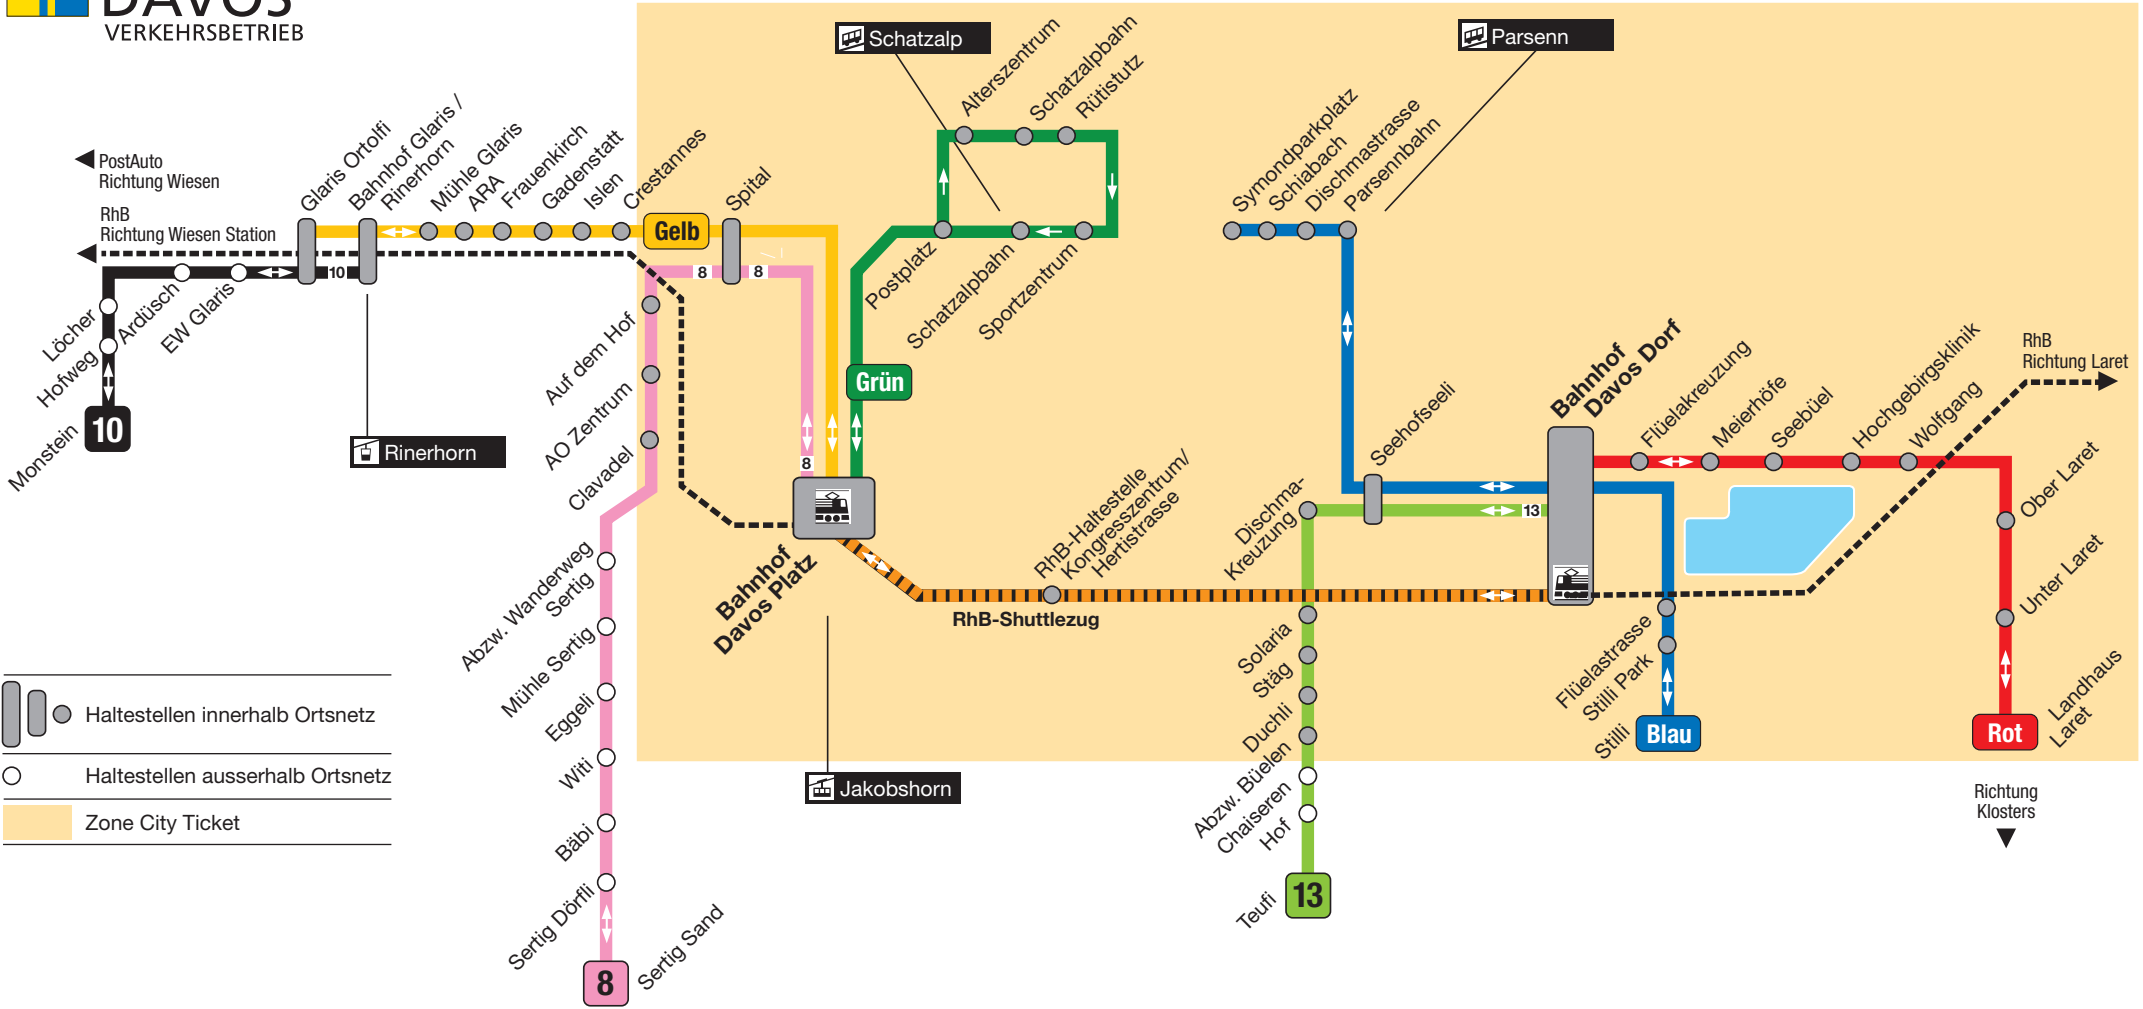 DAVOS
VERKEHRSBETRIEB
Schatzalp
Parsenn
Alterszentrum
Schatzalpbahn
Rütistutz
Symondparkplatz
Schiabach
Dischmastrasse
Parsennbahn
PostAuto
Richtung Wiesen
RhB
Richtung Wiesen Station
Glaris Ortolfi
Bahnhof Glaris /
Rinerhorn
Mühle Glaris
ARA
Frauenkirch
Gadenstatt
Islen
Crestannes
Gelb
Spital
10
8
8
Löcher
Hofweg
Ardüsch
EW Glaris
Monstein
10
Rinerhorn
Auf dem Hof
AO Zentrum
Clavadel
Postplatz
Schatzalpbahn
Sportzentrum
Grün
8
Bahnhof
Davos Platz
RhB-Haltestelle
Kongresszentrum/
Hertistrasse
RhB-Shuttlezug
Dischma-
Kreuzung
Seehofseeli
13
Bahnhof
Davos Dorf
Flüelakreuzung
Meierhöfe
Seebüel
Hochgebirgsklinik
Wolfgang
RhB
Richtung Laret
Ober Laret
Unter Laret
Landhaus
Laret
Rot
Richtung
Klosters
Flüelastrasse
Stilli Park
Stilli
Blau
Solaria
Stäg
Duchli
Abzw. Büelen
Chaiseren
Hof
Teufi
13
Jakobshorn
Abzw. Wanderweg
Sertig
Mühle Sertig
Eggeli
Witi
Bäbi
Sertig Dörfli
8
Sertig Sand
Haltestellen innerhalb Ortsnetz
Haltestellen ausserhalb Ortsnetz
Zone City Ticket